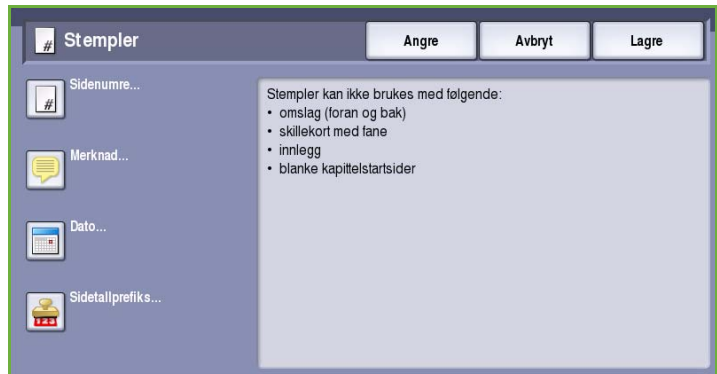 # Stempler
Angre
Avbryt
Lagre
# Sidenumre...
Merknad...
Dato...
Sidetallprefiks...
Stempler kan ikke brukes med følgende:
• omslag (foran og bak)
• skillekort med fane
• innlegg
• blanke kapittelstartsider